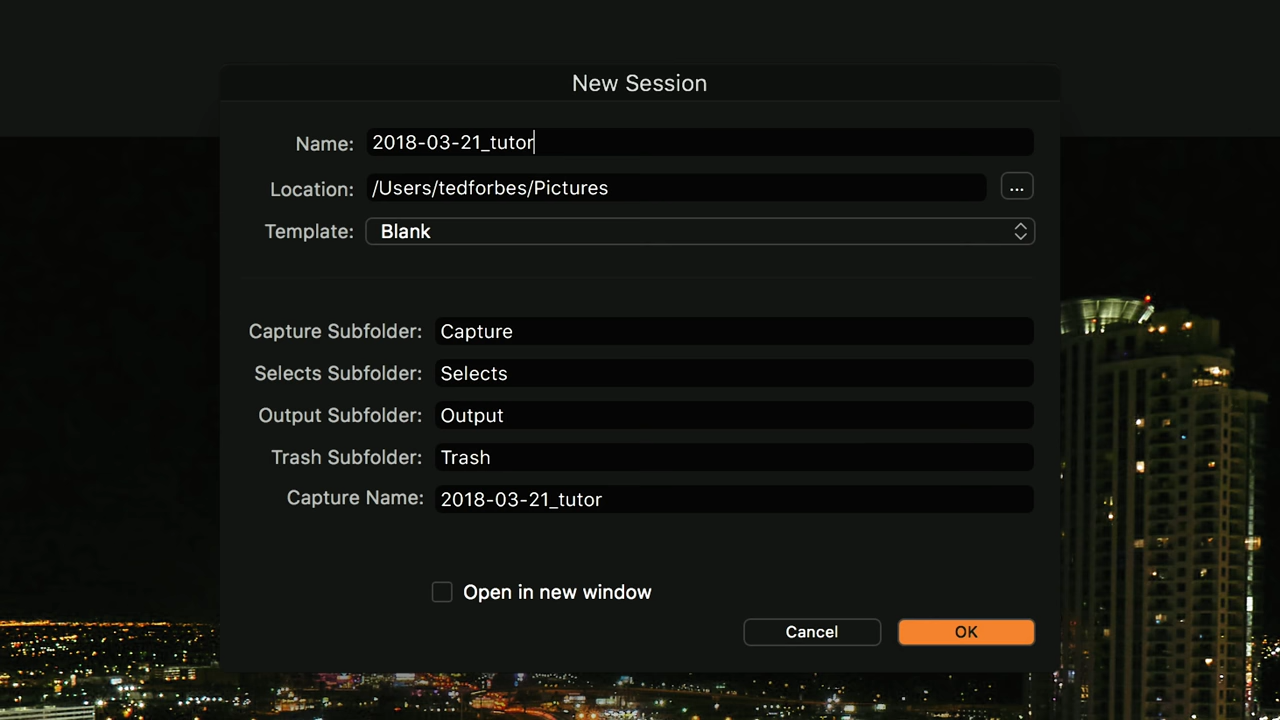 New Session
Name: 2018-03-21_tutor
Location: /Users/tedforbes/Pictures ...
Template: Blank
Capture Subfolder: Capture
Selects Subfolder: Selects
Output Subfolder: Output
Trash Subfolder: Trash
Capture Name: 2018-03-21_tutor
Open in new window
Cancel OK